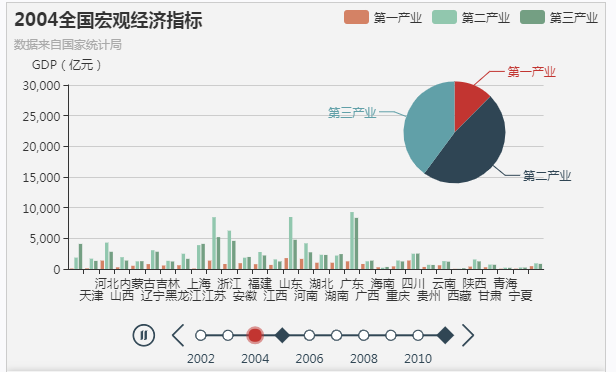 2004全国宏观经济指标
数据来自国家统计局
第一产业 第二产业 第三产业
GDP（亿元）
30,000
25,000
20,000
15,000
10,000
5,000
0
第一产业
第三产业
第二产业
河北 内蒙古 吉林 上海 浙江 福建 山东 湖北 广东 海南 四川 云南 陕西 青海
天津 山西 辽宁 黑龙江 江苏 安徽 江西 河南 湖南 广西 重庆 贵州 西藏 甘肃 宁夏
2002 2004 2006 2008 2010